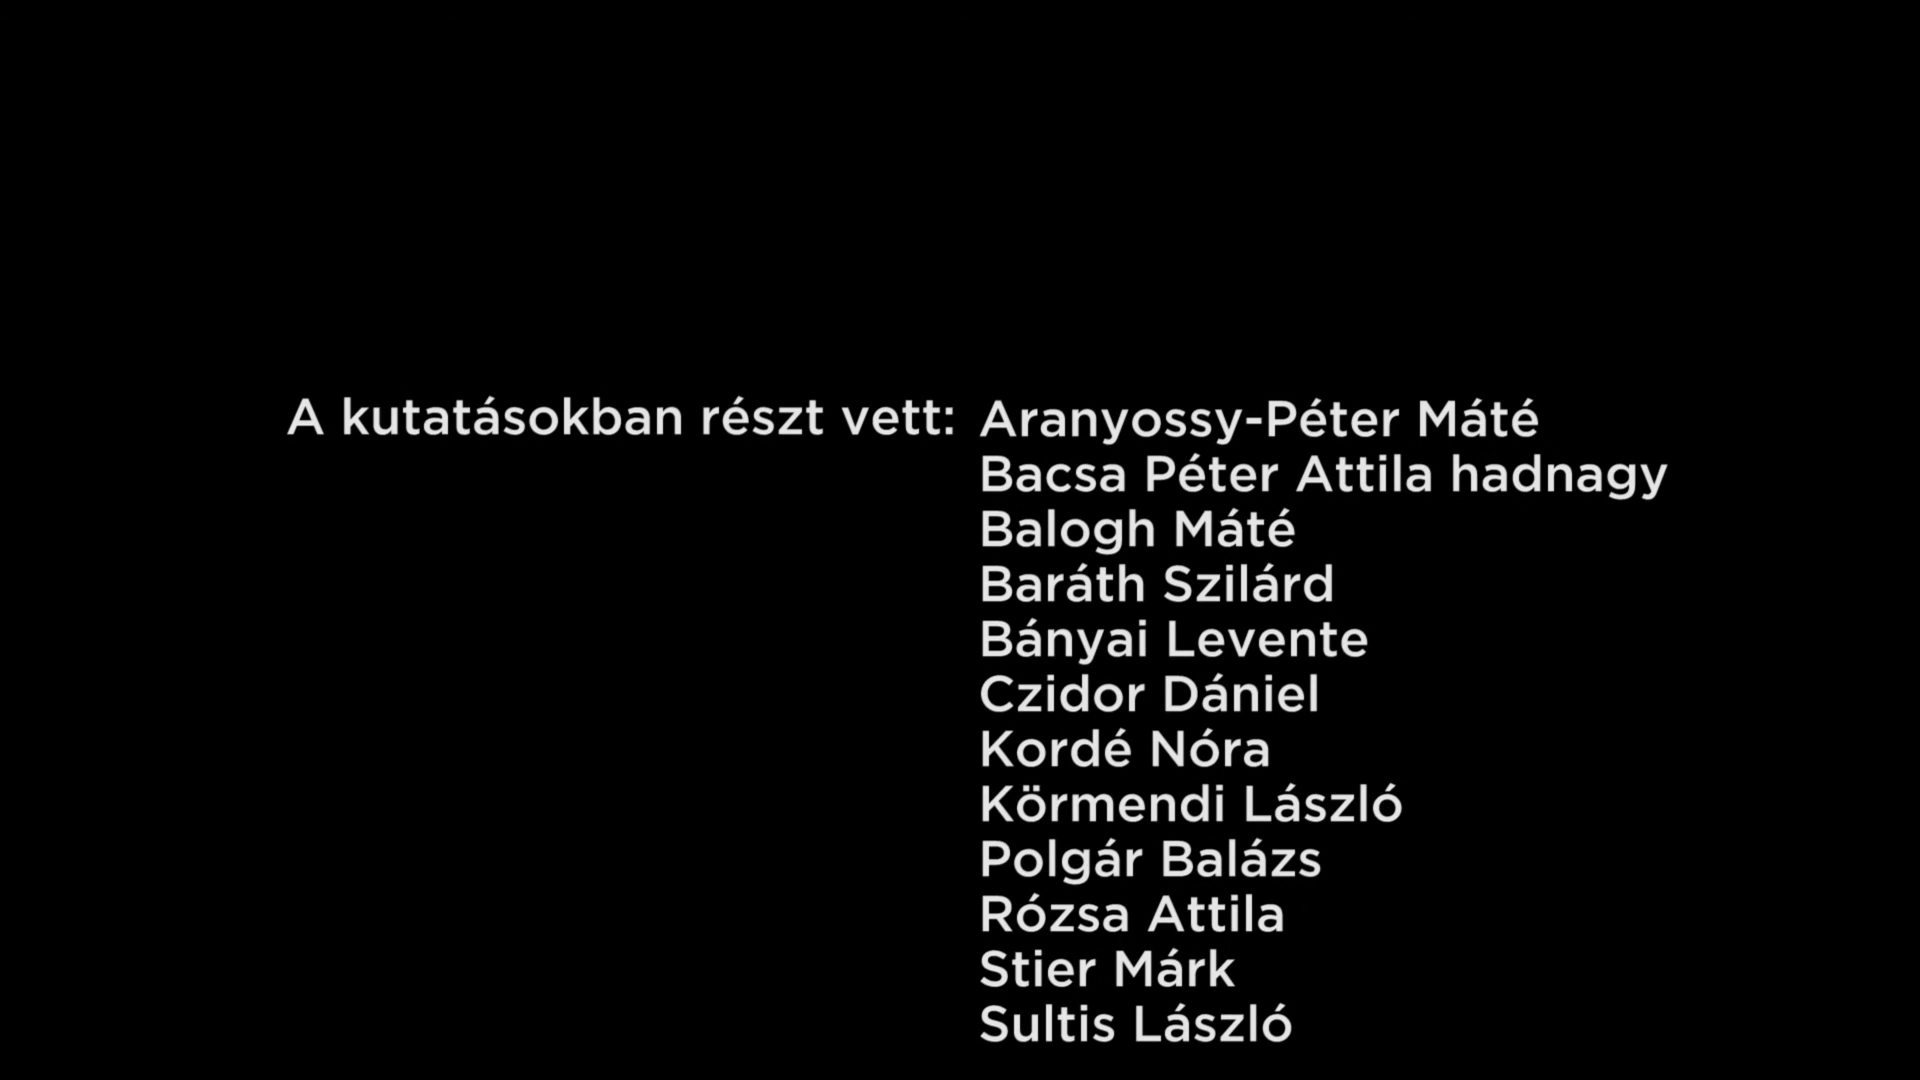 A kutatásokban részt vett: Aranyossy-Péter Máté
Bacsa Péter Attila hadnagy
Balogh Máté
Baráth Szilárd
Bányai Levente
Czidor Dániel
Kordé Nóra
Körmendi László
Polgár Balázs
Rózsa Attila
Stier Márk
Sultis László